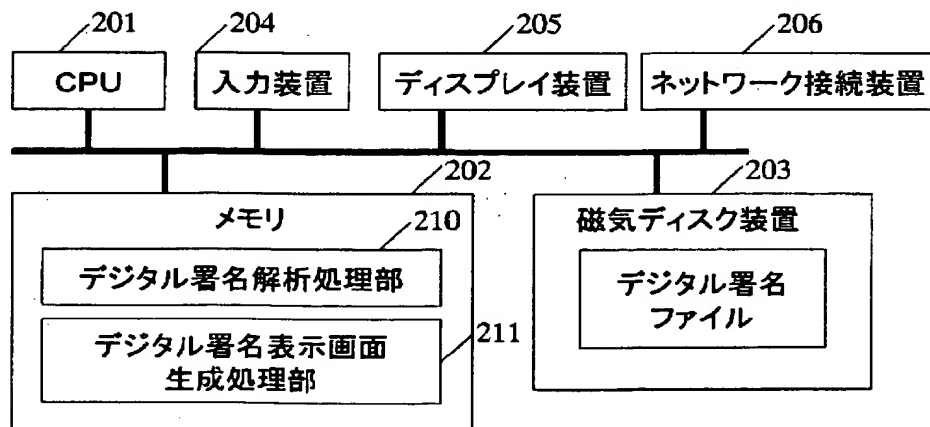 201
204
205
206
CPU
入力装置
ディスプレイ装置
ネットワーク接続装置
202
203
メモリ
磁気ディスク装置
210
デジタル署名解析処理部
デジタル署名
ファイル
211
デジタル署名表示画面
生成処理部